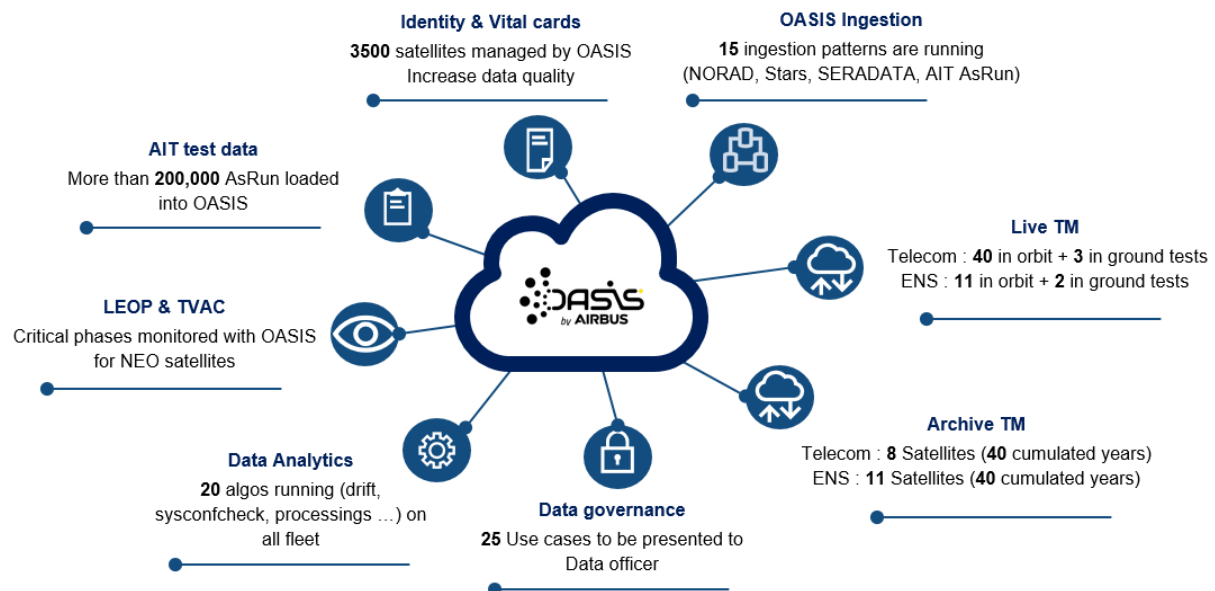 Identity & Vital cards
3500 satellites managed by OASIS
Increase data quality
OASIS Ingestion
15 ingestion patterns are running
(NORAD, Stars, SERADATA, AIT AsRun)
AIT test data
More than 200,000 AsRun loaded
into OASIS
Live TM
Telecom : 40 in orbit + 3 in ground tests
ENS : 11 in orbit + 2 in ground tests
OASIS
by AIRBUS
LEOP & TVAC
Critical phases monitored with OASIS
for NEO satellites
Archive TM
Telecom : 8 Satellites (40 cumulated years)
ENS : 11 Satellites (40 cumulated years)
Data Analytics
20 algos running (drift,
sysconfcheck, processings …) on
all fleet
Data governance
25 Use cases to be presented to
Data officer